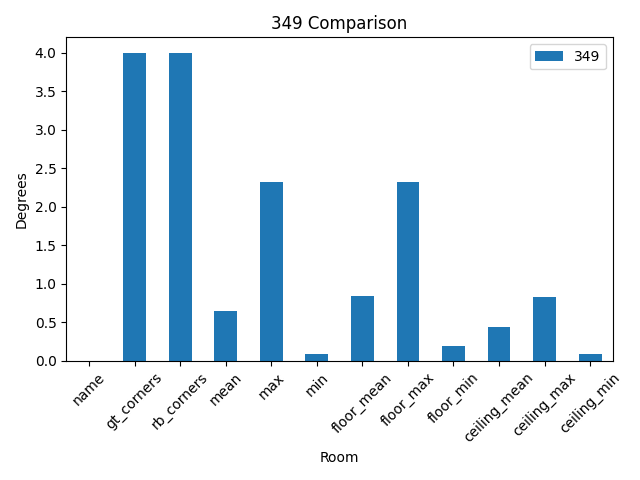 349 Comparison
349
Degrees
4.0
3.5
3.0
2.5
2.0
1.5
1.0
0.5
0.0
name
gt_corners
rb_corners
mean
max
min
floor_mean
floor_max
floor_min
ceiling_mean
ceiling_max
ceiling_min
Room